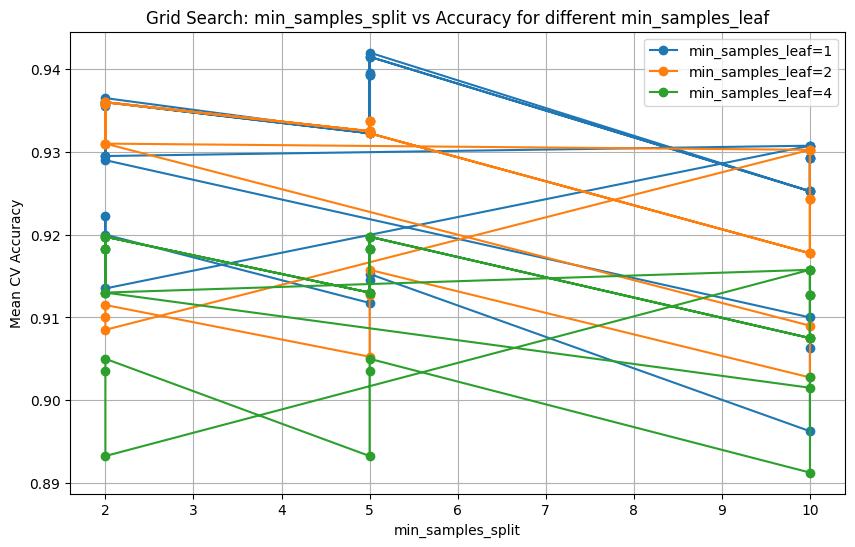 Grid Search: min_samples_split vs Accuracy for different min_samples_leaf
min_samples_leaf=1
min_samples_leaf=2
min_samples_leaf=4
Mean CV Accuracy
0.94
0.93
0.92
0.91
0.90
0.89
2 3 4 5 6 7 8 9 10
min_samples_split